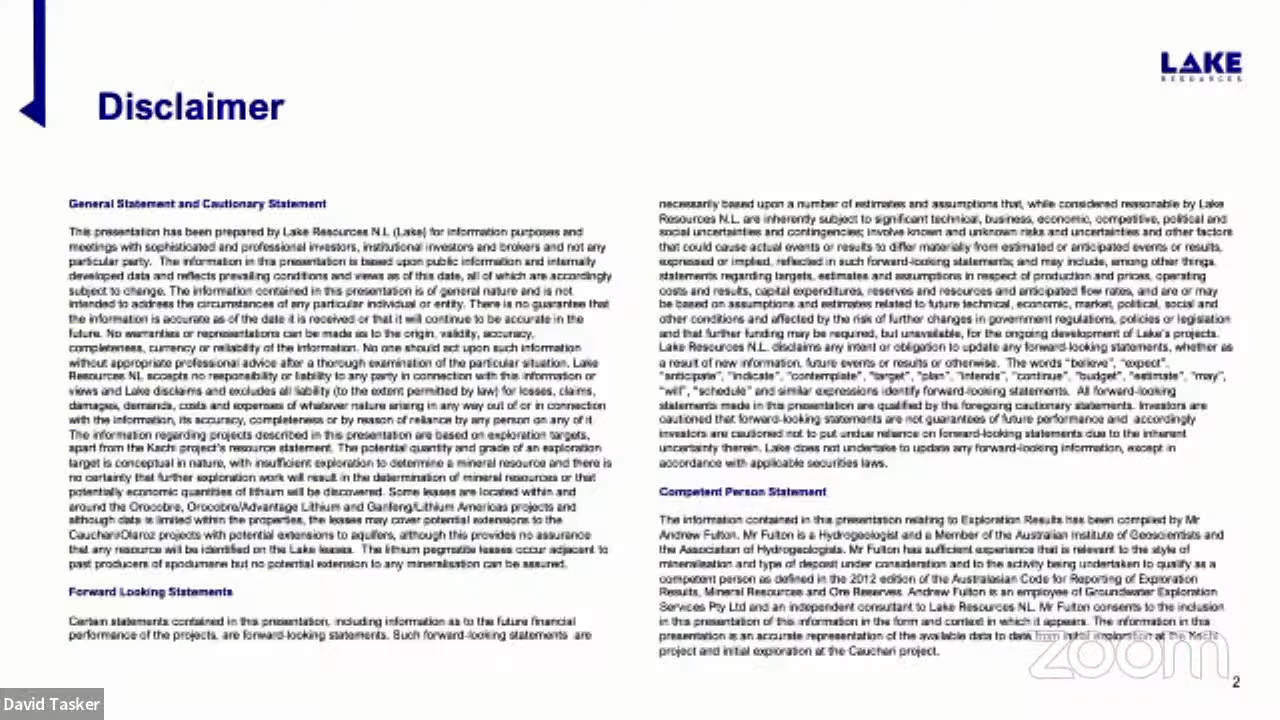 LAKE
RESOURCES
Disclaimer
General Statement and Cautionary Statement
This presentation has been prepared by Lake Resources N.L (Lake) for information purposes and
meetings with sophisticated and professional investors, institutional investors and brokers and not any
particular party. The information in this presentation is based upon public information and internally
developed data and reflects prevailing conditions and views as of this date, all of which are accordingly
subject to change. The information contained in this presentation is of general nature and is not
intended to address the circumstances of any particular individual or entity. There is no guarantee that
the information is accurate as of the date it is received or that it will continue to be accurate in the
future. No warranties or representations can be made as to the origin, validity, accuracy,
completeness, currency or reliability of the information. No one should act upon such information
without appropriate professional advice after a thorough examination of the particular situation. Lake
Resources NL accepts no responsibility or liability to any party in connection with this information or
views and Lake disclaims and excludes all liability (to the extent permitted by law) for losses, claims,
damages, demands, costs and expenses of whatever nature arising in any way out of or in connection
with the information, its accuracy, completeness or by reason of reliance by any person on any of it.
The information regarding projects described in this presentation are based on exploration targets,
apart from the Kachi project's resource statement. The potential quantity and grade of an exploration
target is conceptual in nature, with insufficient exploration to determine a mineral resource and there is
no certainty that further exploration work will result in the determination of mineral resources or that
potentially economic quantities of lithium will be discovered. Some leases are located within and
around the Orocobre, Orocobre/Advantage Lithium and Ganfeng/Lithium Americas projects and
although data is limited within the properties, the leases may cover potential extensions to the
Cauchari/Olaroz projects with potential extensions to aquifers, although this provides no assurance
that any resource will be identified on the Lake leases. The lithium pegmatite leases occur adjacent to
past producers of spodumene but no potential extension to any mineralisation can be assured.
Forward Looking Statements
Certain statements contained in this presentation, including information as to the future financial
performance of the projects, are forward-looking statements. Such forward-looking statements are
necessarily based upon a number of estimates and assumptions that, while considered reasonable by Lake
Resources N.L. are inherently subject to significant technical, business, economic, competitive, political and
social uncertainties and contingencies; involve known and unknown risks and uncertainties and other factors
that could cause actual events or results to differ materially from estimated or anticipated events or results,
expressed or implied, reflected in such forward-looking statements; and may include, among other things,
statements regarding targets, estimates and assumptions in respect of production and prices, operating
costs and results, capital expenditures, reserves and resources and anticipated flow rates, and are or may
be based on assumptions and estimates related to future technical, economic, market, political, social and
other conditions and affected by the risk of further changes in government regulations, policies or legislation
and that further funding may be required, but unavailable, for the ongoing development of Lake's projects.
Lake Resources N.L. disclaims any intent or obligation to update any forward-looking statements, whether as
a result of new information, future events or results or otherwise. The words "believe", "expect",
"anticipate", "indicate", "contemplate", "target", "plan", "intends", "continue", "budget", "estimate", "may",
"will", "schedule" and similar expressions identify forward-looking statements. All forward-looking
statements made in this presentation are qualified by the foregoing cautionary statements. Investors are
cautioned that forward-looking statements are not guarantees of future performance and accordingly
investors are cautioned not to put undue reliance on forward-looking statements due to the inherent
uncertainty therein. Lake does not undertake to update any forward-looking information, except in
accordance with applicable securities laws.
Competent Person Statement
The information contained in this presentation relating to Exploration Results has been compiled by Mr
Andrew Fulton. Mr Fulton is a Hydrogeologist and a Member of the Australian Institute of Geoscientists and
the Association of Hydrogeologists. Mr Fulton has sufficient experience that is relevant to the style of
mineralisation and type of deposit under consideration and to the activity being undertaken to qualify as a
competent person as defined in the 2012 edition of the Australasian Code for Reporting of Exploration
Results, Mineral Resources and Ore Reserves. Andrew Fulton is an employee of Groundwater Exploration
Services Pty Ltd and an independent consultant to Lake Resources NL. Mr Fulton consents to the inclusion
in this presentation of this information in the form and context in which it appears. The information in this
presentation is an accurate representation of the available data to date from initial exploration at the Kachi
project and initial exploration at the Cauchari project.
zoom
2
David Tasker